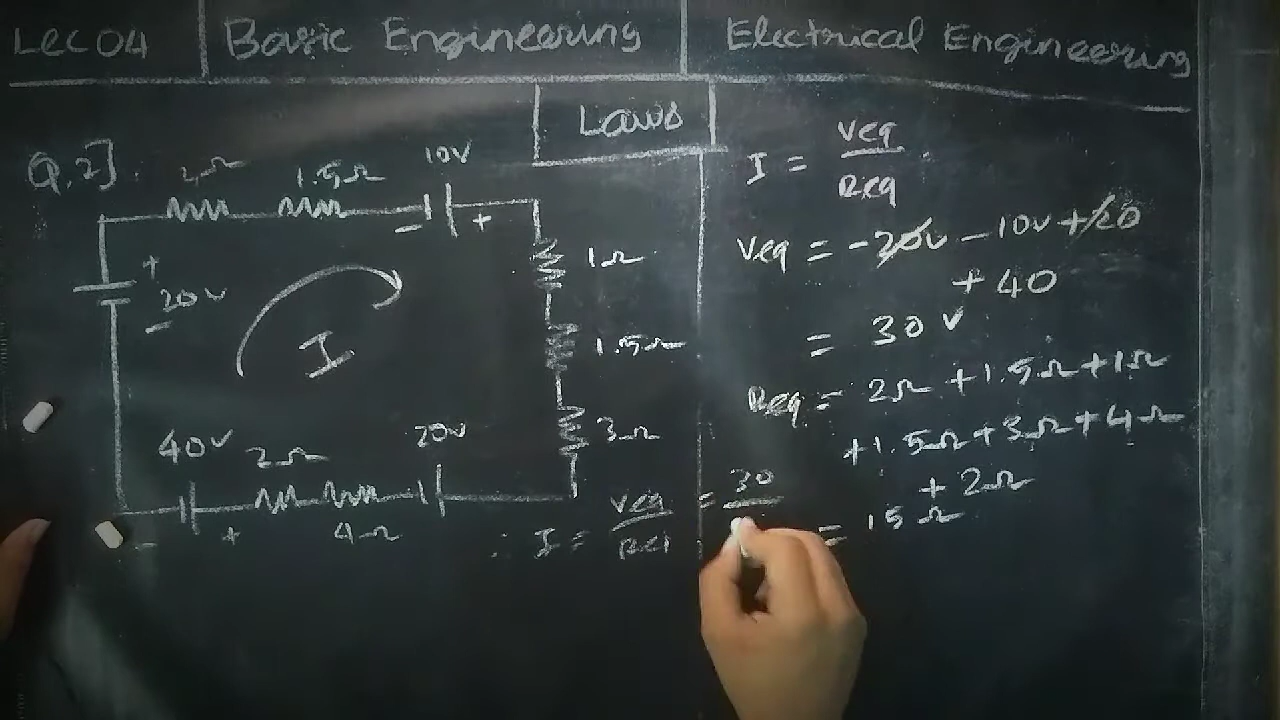 Lec 04 Basic Engineering Electrical Engineering
Laws
Q.2].
2Ω 1.5Ω 10V
- +
+
20V
-
I
1Ω
1.5Ω
3Ω
40V 2Ω 20V
- + 4Ω
I = Veq / Req
Veq = -20V - 10V + 20
+ 40
= 30V
Req = 2Ω + 1.5Ω + 1Ω
+ 1.5Ω + 3Ω + 4Ω
+ 2Ω
= 15Ω
∴ I = Veq / Req = 30